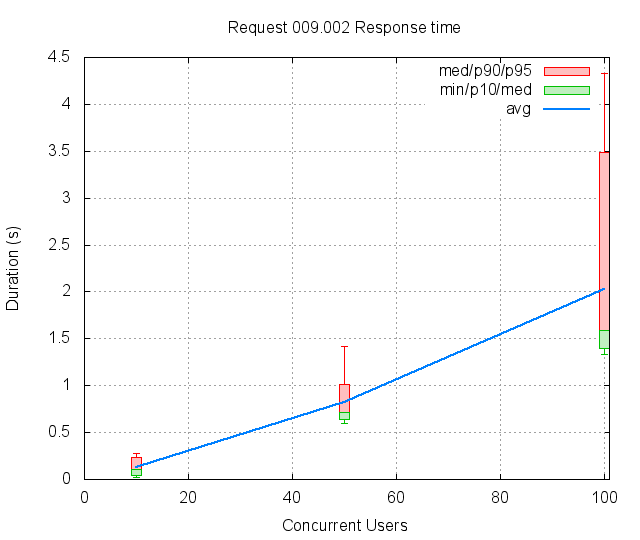 Request 009.002 Response time
med/p90/p95
min/p10/med
avg
Duration (s)
4.5
4
3.5
3
2.5
2
1.5
1
0.5
0
0 20 40 60 80 100
Concurrent Users